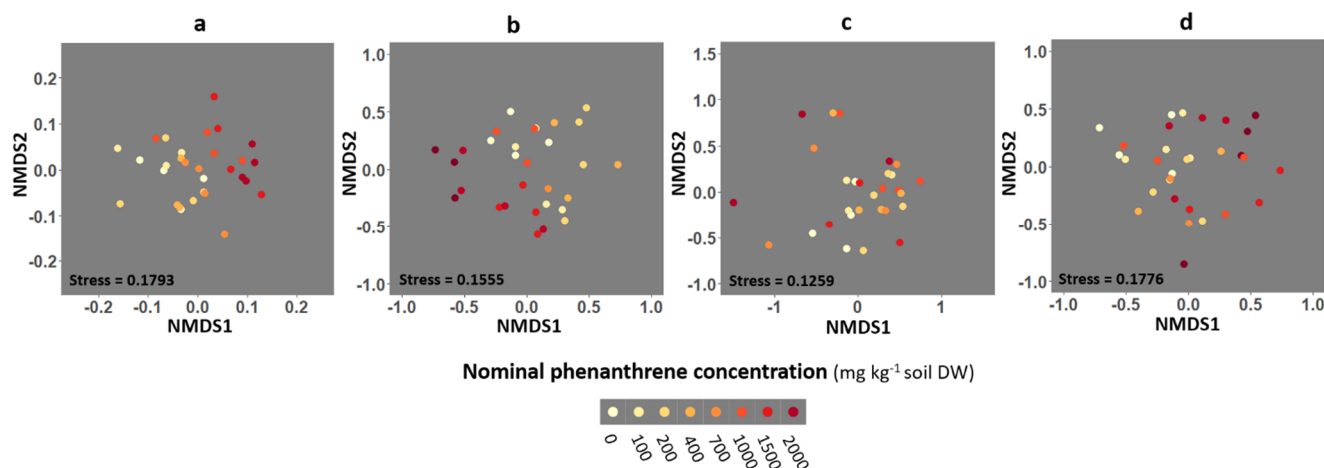 a
b
c
d
0.2
0.1
0.0
-0.1
-0.2
NMDS2
Stress = 0.1793
-0.2 -0.1 0.0 0.1 0.2
NMDS1
1.0
0.5
0.0
-0.5
-1.0
NMDS2
Stress = 0.1555
-1.0 -0.5 0.0 0.5 1.0
NMDS1
1.5
1.0
0.5
0.0
-0.5
-1.0
NMDS2
Stress = 0.1259
-1 0 1
NMDS1
1.0
0.5
0.0
-0.5
-1.0
NMDS2
Stress = 0.1776
-1.0 -0.5 0.0 0.5 1.0
NMDS1
Nominal phenanthrene concentration (mg kg⁻¹ soil DW)
0 100 200 400 700 1000 1500 2000